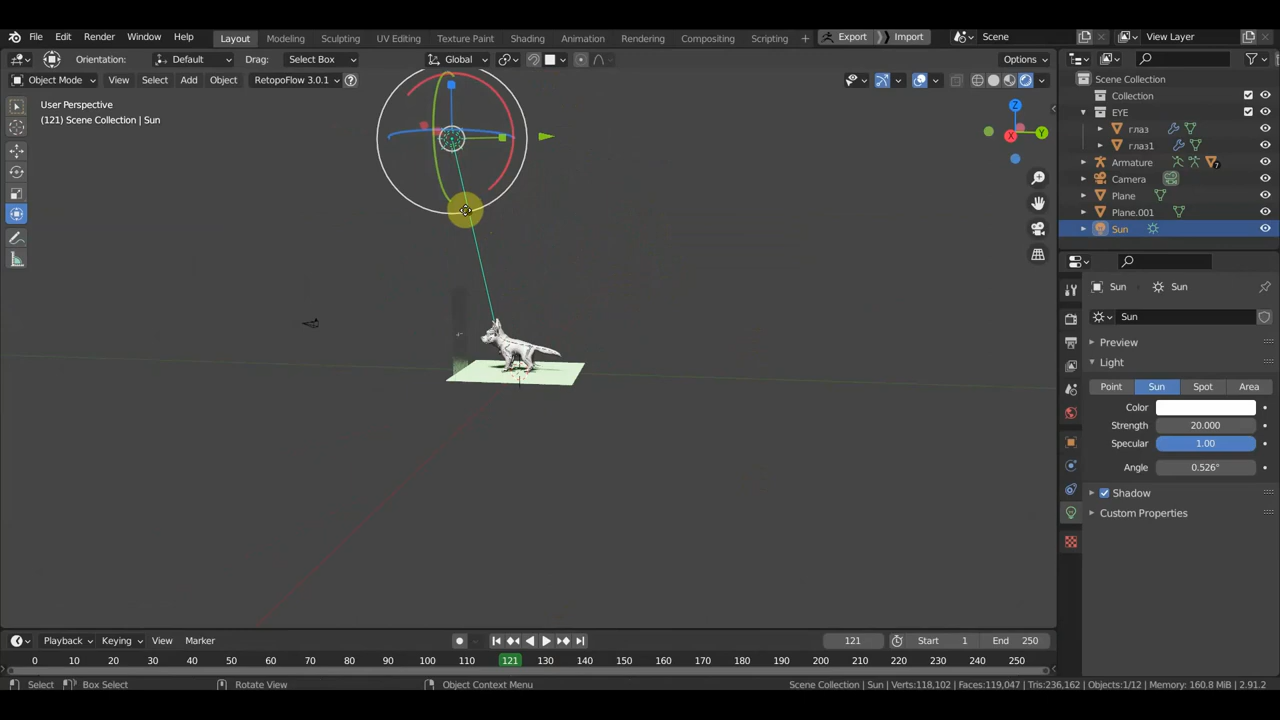 File Edit Render Window Help Layout Modeling Sculpting UV Editing Texture Paint Shading Animation Rendering Compositing Scripting + Export Import Scene View Layer
Orientation: Default Drag: Select Box Global Options
Object Mode View Select Add Object RetopoFlow 3.0.1 ?
User Perspective
(121) Scene Collection | Sun
Z
Y
X
Scene Collection
Collection
EYE
глаз
глаз1
Armature 7
Camera
Plane
Plane.001
Sun
Sun Sun
Sun
Preview
Light
Point Sun Spot Area
Color
Strength 20.000
Specular 1.00
Angle 0.526°
Shadow
Custom Properties
Playback Keying View Marker 121 Start 1 End 250
0 10 20 30 40 50 60 70 80 90 100 110 121 130 140 150 160 170 180 190 200 210 220 230 240 250
Select Box Select Rotate View Object Context Menu Scene Collection | Sun | Verts:118,102 | Faces:119,047 | Tris:236,162 | Objects:1/12 | Memory: 160.8 MiB | 2.91.2